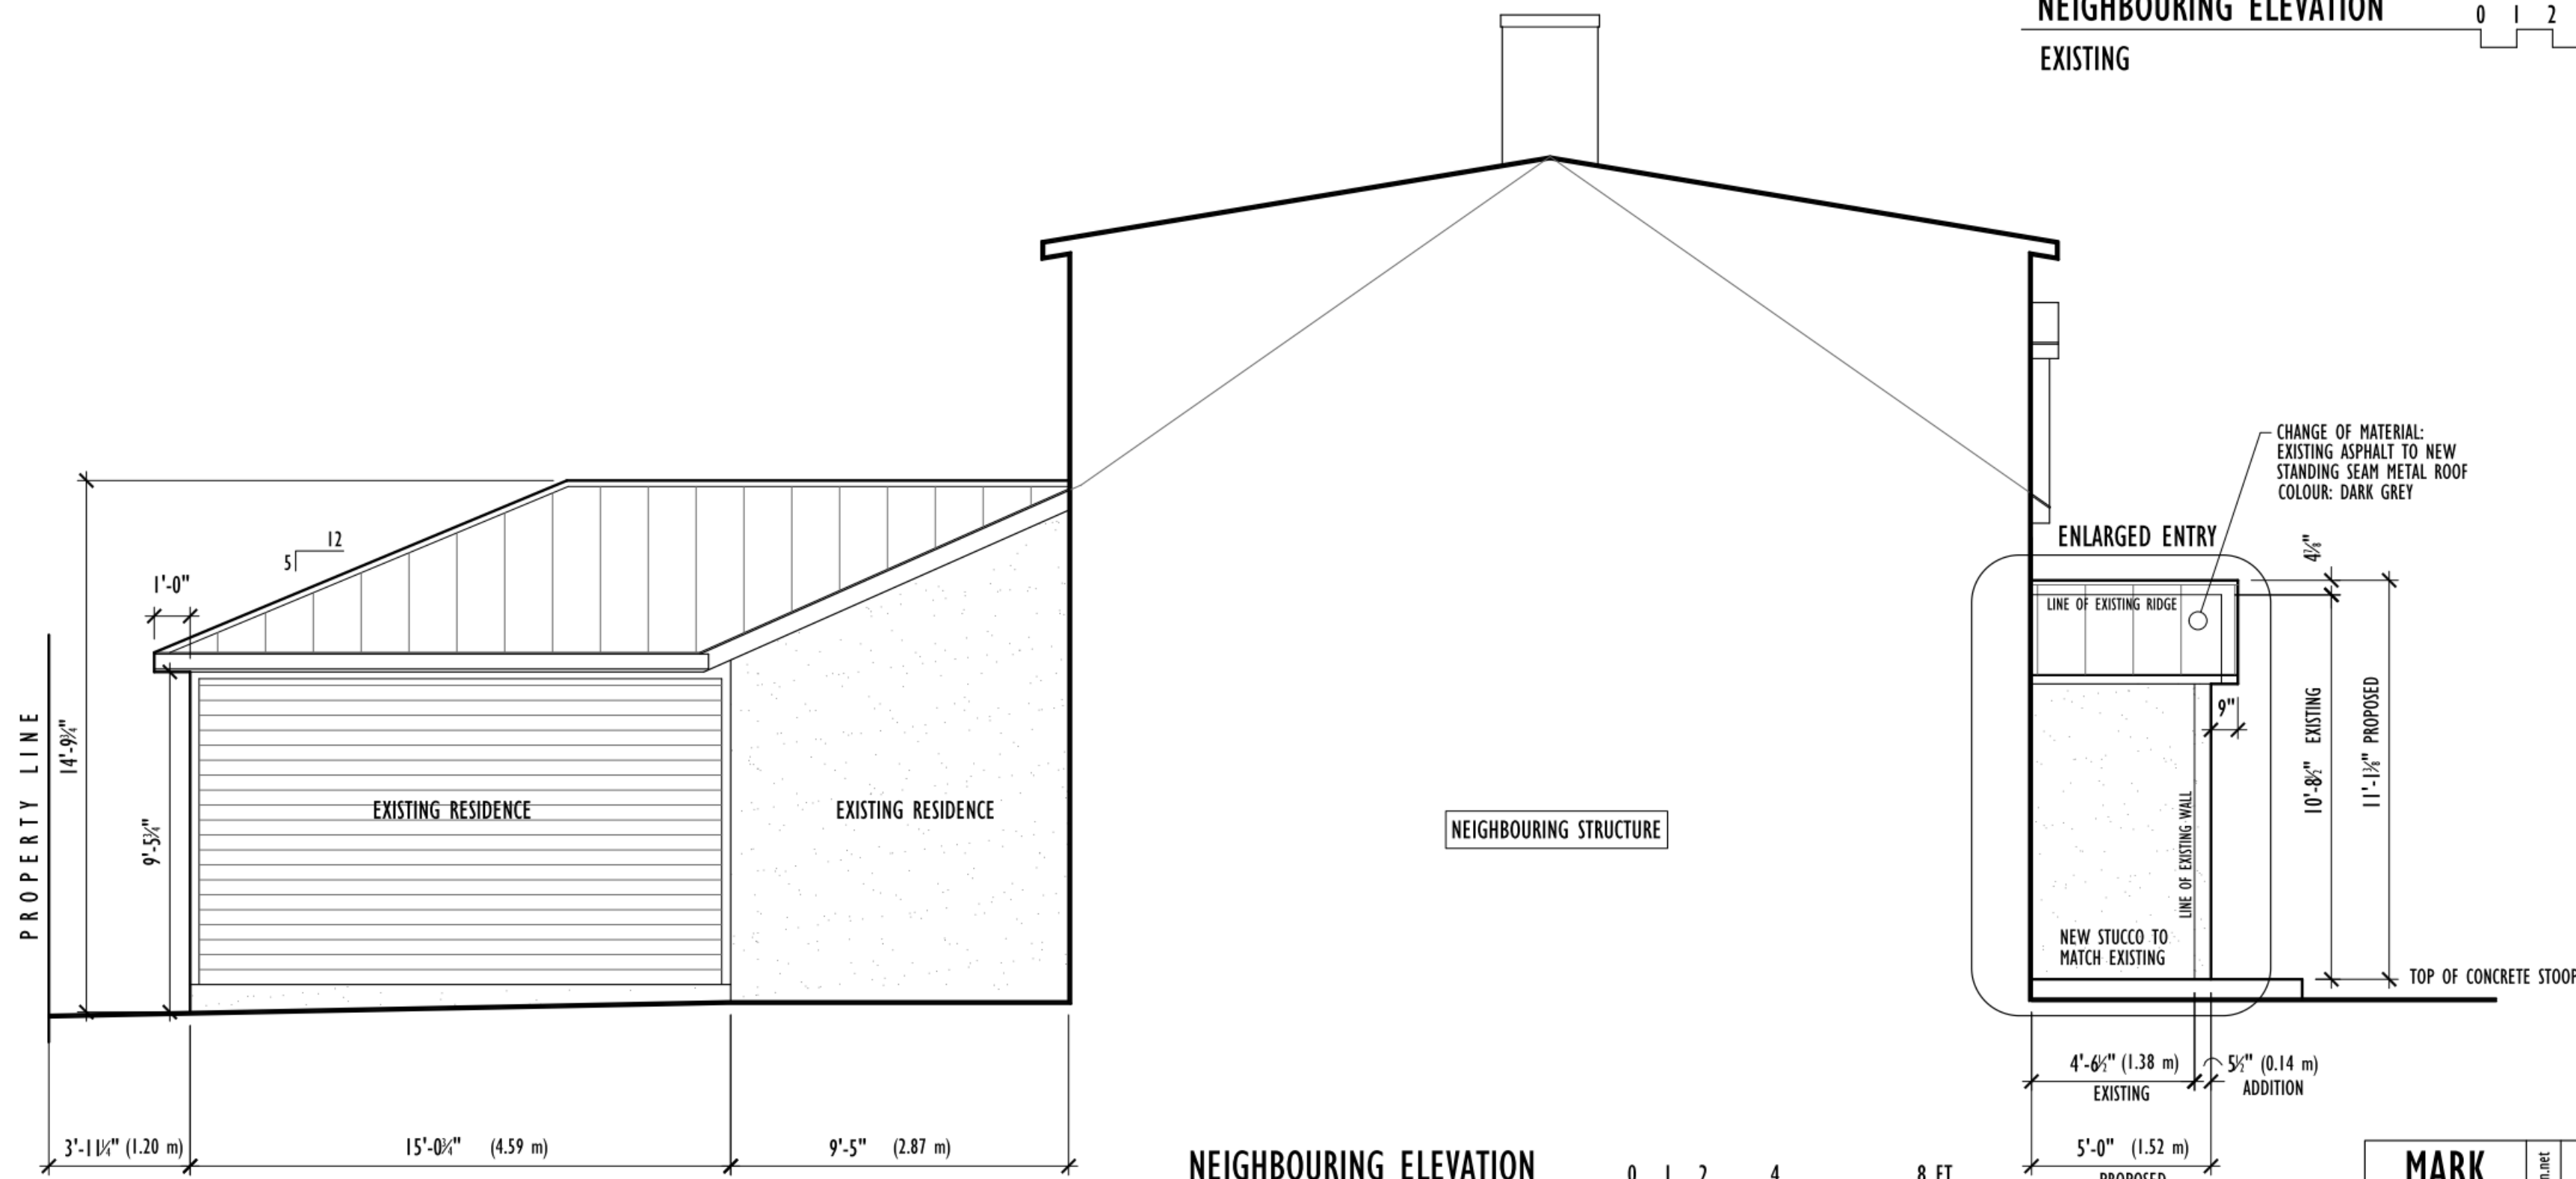 NEIGHBOURING ELEVATION
0 1 2
EXISTING
CHANGE OF MATERIAL:
EXISTING ASPHALT TO NEW
STANDING SEAM METAL ROOF
COLOUR: DARK GREY
ENLARGED ENTRY
4⅞"
12
5
1'-0"
LINE OF EXISTING RIDGE
9"
PROPERTY LINE
14'-9¾"
9'-5¾"
10'-8½" EXISTING
11'-1⅜" PROPOSED
EXISTING RESIDENCE
EXISTING RESIDENCE
NEIGHBOURING STRUCTURE
LINE OF EXISTING WALL
NEW STUCCO TO
MATCH EXISTING
TOP OF CONCRETE STOOP
4'-6½" (1.38 m)
EXISTING
5½" (0.14 m)
ADDITION
3'-11¼" (1.20 m)
15'-0¾" (4.59 m)
9'-5" (2.87 m)
5'-0" (1.52 m)
PROPOSED
NEIGHBOURING ELEVATION
0 1 2 4 8 FT
MARK
n.net